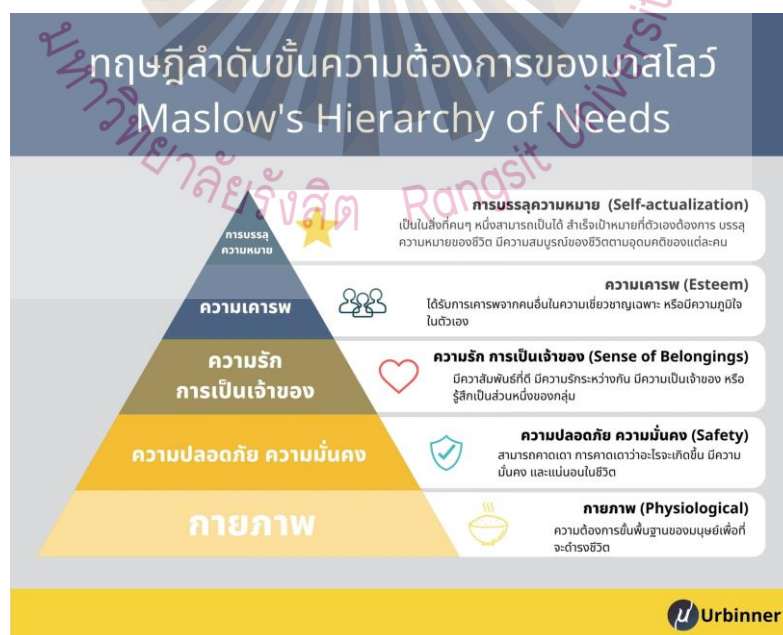 ทฤษฎีลำดับขั้นความต้องการของมาสโลว์
Maslow's Hierarchy of Needs
มหาวิทยาลัยรังสิต Rangsit University
การบรรลุ
ความหมาย
การบรรลุความหมาย (Self-actualization)
เป็นในสิ่งที่คนๆ หนึ่งสามารถเป็นได้ สำเร็จเป้าหมายที่ตัวเองต้องการ บรรลุ
ความหมายของชีวิต มีความสมบูรณ์ของชีวิตตามอุดมคติของแต่ละคน
ความเคารพ
ความเคารพ (Esteem)
ได้รับการเคารพจากคนอื่นในความเชี่ยวชาญเฉพาะ หรือมีความภูมิใจ
ในตัวเอง
ความรัก
การเป็นเจ้าของ
ความรัก การเป็นเจ้าของ (Sense of Belongings)
มีควาสัมพันธ์ที่ดี มีความรักระหว่างกัน มีความเป็นเจ้าของ หรือ
รู้สึกเป็นส่วนหนึ่งของกลุ่ม
ความปลอดภัย ความมั่นคง
ความปลอดภัย ความมั่นคง (Safety)
สามารถคาดเดา การคาดเดาว่าอะไรจะเกิดขึ้น มีความ
มั่นคง และแน่นอนในชีวิต
กายภาพ
กายภาพ (Physiological)
ความต้องการขั้นพื้นฐานของมนุษย์เพื่อที่
จะดำรงชีวิต
μ Urbinner